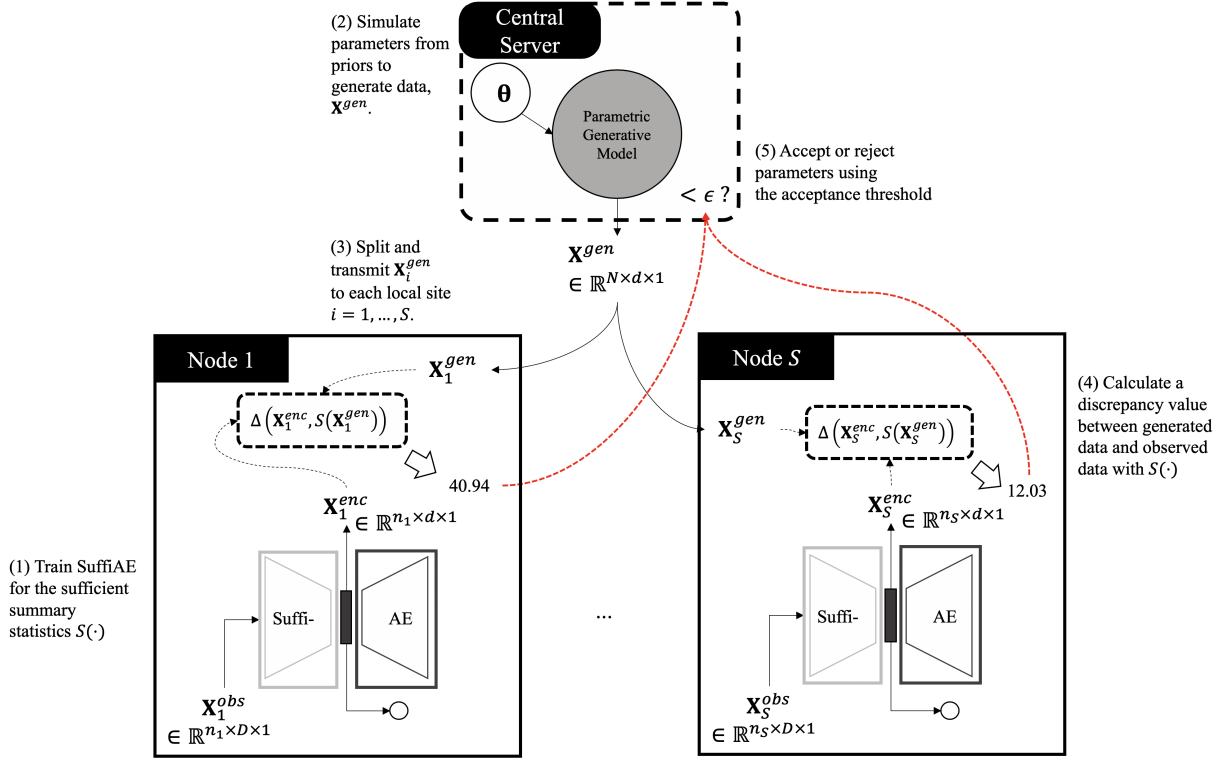 (2) Simulate
parameters from
priors to
generate data,
𝐗^{gen}.
Central
Server
𝛉
Parametric
Generative
Model
< ϵ ?
(5) Accept or reject
parameters using
the acceptance threshold
𝐗^{gen}
∈ ℝ^{N×d×1}
(3) Split and
transmit 𝐗_i^{gen}
to each local site
i = 1, …, S.
Node 1
𝐗_1^{gen}
Δ(𝐗_1^{enc}, S(𝐗_1^{gen}))
40.94
𝐗_1^{enc}
∈ ℝ^{n_1×d×1}
(1) Train SuffiAE
for the sufficient
summary
statistics S(·)
Suffi-
AE
𝐗_1^{obs}
∈ ℝ^{n_1×D×1}
...
Node S
𝐗_S^{gen}
Δ(𝐗_S^{enc}, S(𝐗_S^{gen}))
12.03
𝐗_S^{enc}
∈ ℝ^{n_S×d×1}
Suffi-
AE
𝐗_S^{obs}
∈ ℝ^{n_S×D×1}
(4) Calculate a
discrepancy value
between generated
data and observed
data with S(·)